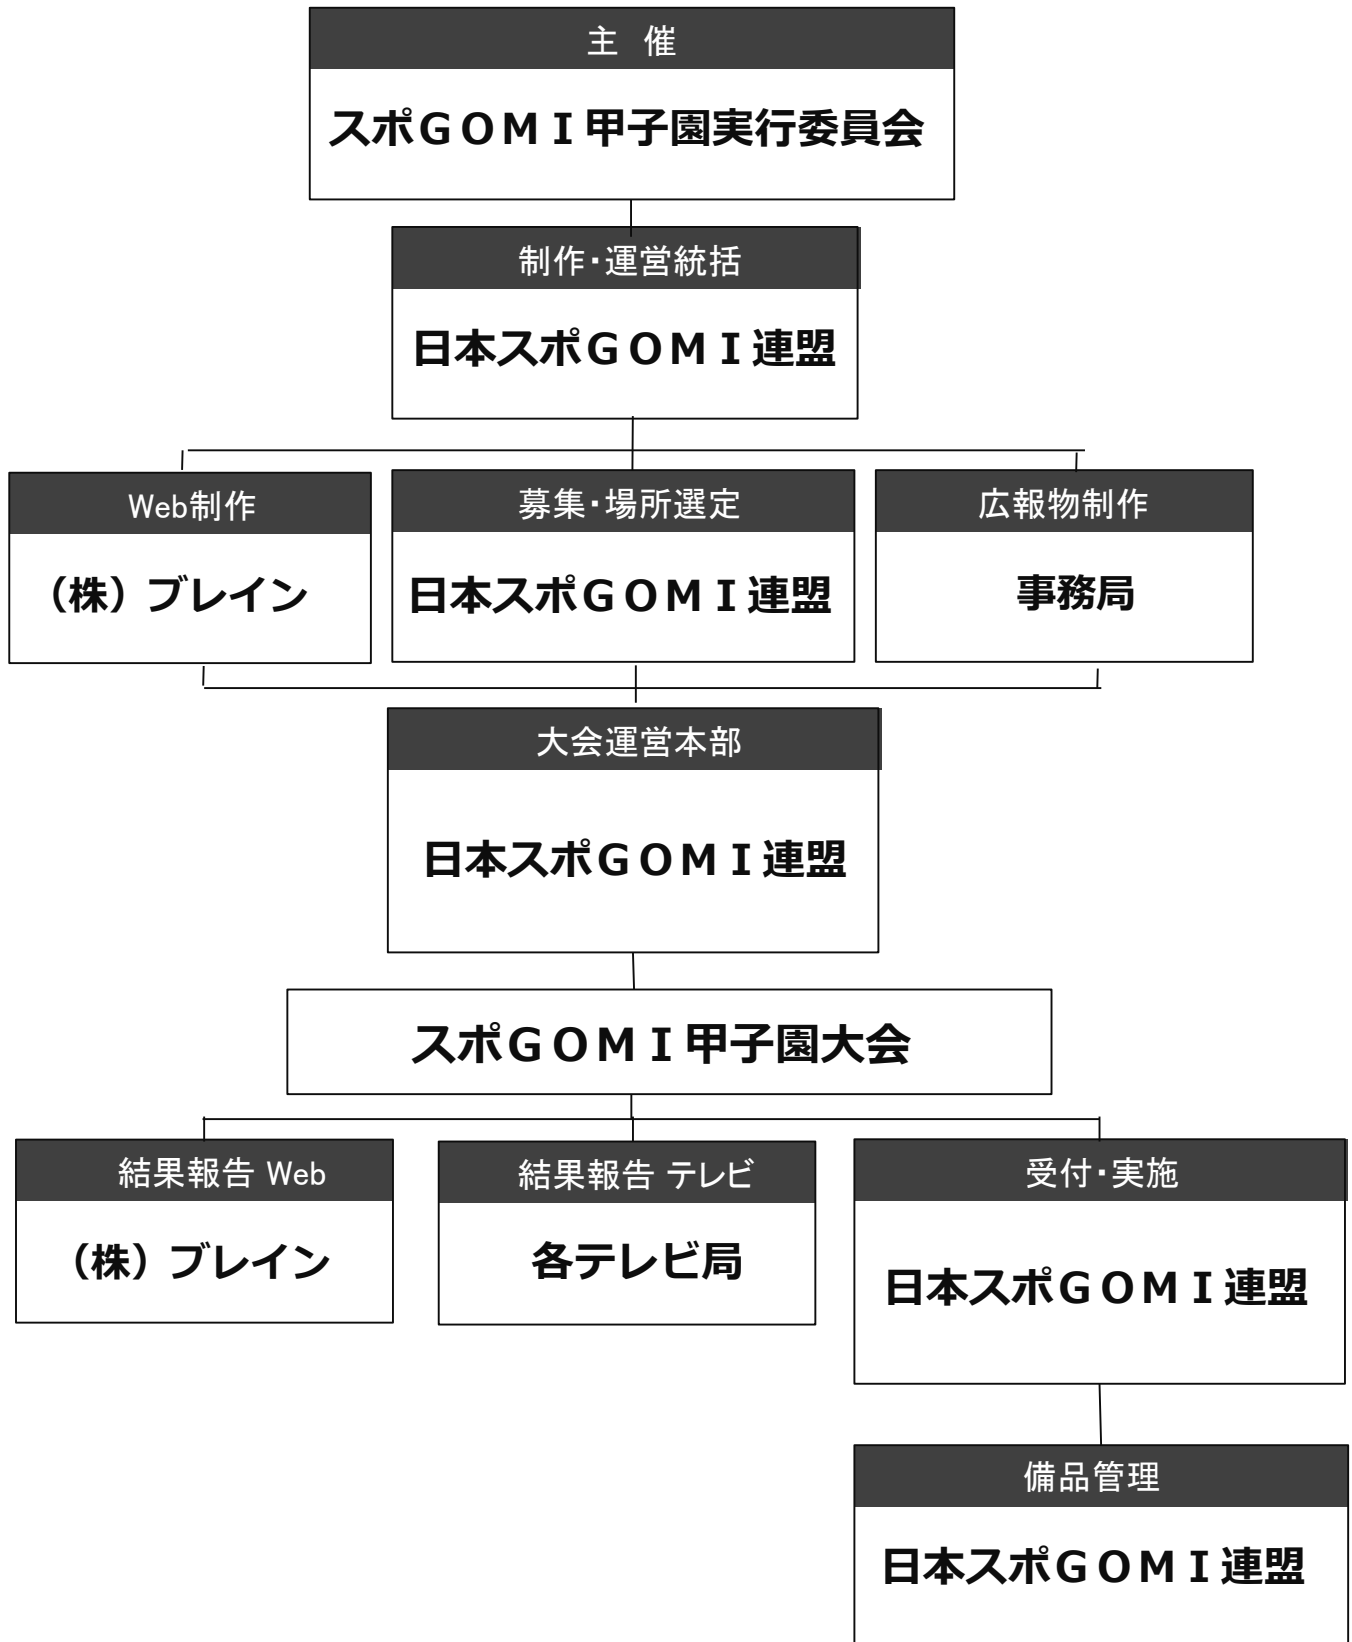 主 催
スポGOMI甲子園実行委員会
制作・運営統括
日本スポGOMI連盟
Web制作
(株)ブレイン
募集・場所選定
日本スポGOMI連盟
広報物制作
事務局
大会運営本部
日本スポGOMI連盟
スポGOMI甲子園大会
結果報告 Web
(株)ブレイン
結果報告 テレビ
各テレビ局
受付・実施
日本スポGOMI連盟
備品管理
日本スポGOMI連盟